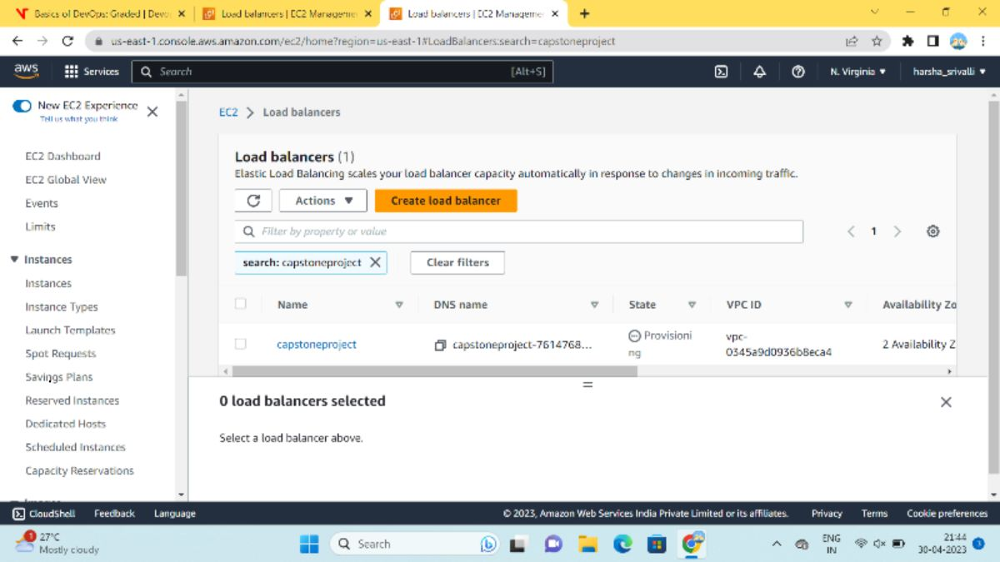 Basics of DevOps: Graded | Devo
Load balancers | EC2 Manageme
Load balancers | EC2 Manageme
us-east-1.console.aws.amazon.com/ec2/home?region=us-east-1#LoadBalancers:search=capstoneproject
aws
Services
Search
[Alt+S]
N. Virginia
harsha_srivalli
New EC2 Experience
Tell us what you think
EC2 Dashboard
EC2 Global View
Events
Limits
Instances
Instances
Instance Types
Launch Templates
Spot Requests
Savings Plans
Reserved Instances
Dedicated Hosts
Scheduled Instances
Capacity Reservations
EC2 > Load balancers
Load balancers (1)
Elastic Load Balancing scales your load balancer capacity automatically in response to changes in incoming traffic.
Actions
Create load balancer
Filter by property or value
1
search: capstoneproject
Clear filters
Name
DNS name
State
VPC ID
Availability Zo
capstoneproject
capstoneproject-7614768...
Provisioni
ng
vpc-
0345a9d0936b8eca4
2 Availability Z
0 load balancers selected
Select a load balancer above.
CloudShell
Feedback
Language
© 2023, Amazon Web Services India Private Limited or its affiliates.
Privacy
Terms
Cookie preferences
1
27°C
Mostly cloudy
Search
ENG
IN
21:44
30-04-2023
3